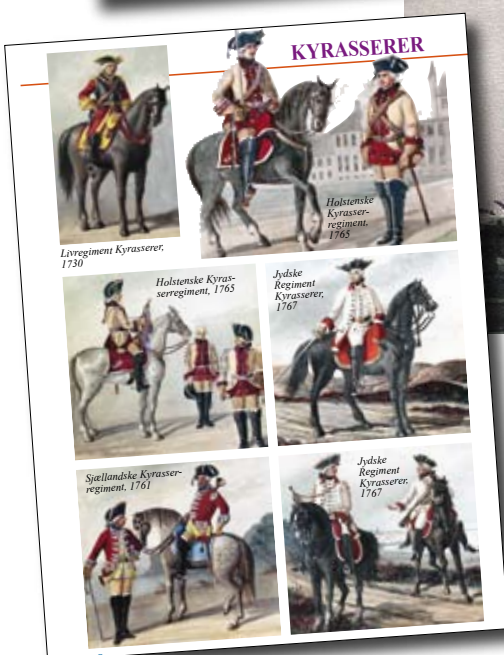 KYRASSERER
Livregiment Kyrasserer,
1730
Holstenske
Kyrasser-
regiment,
1765
Holstenske Kyras-
serregiment, 1765
Jydske
Regiment
Kyrasserer,
1767
Sjællandske Kyrasser-
regiment, 1761
Jydske
Regiment
Kyrasserer,
1767